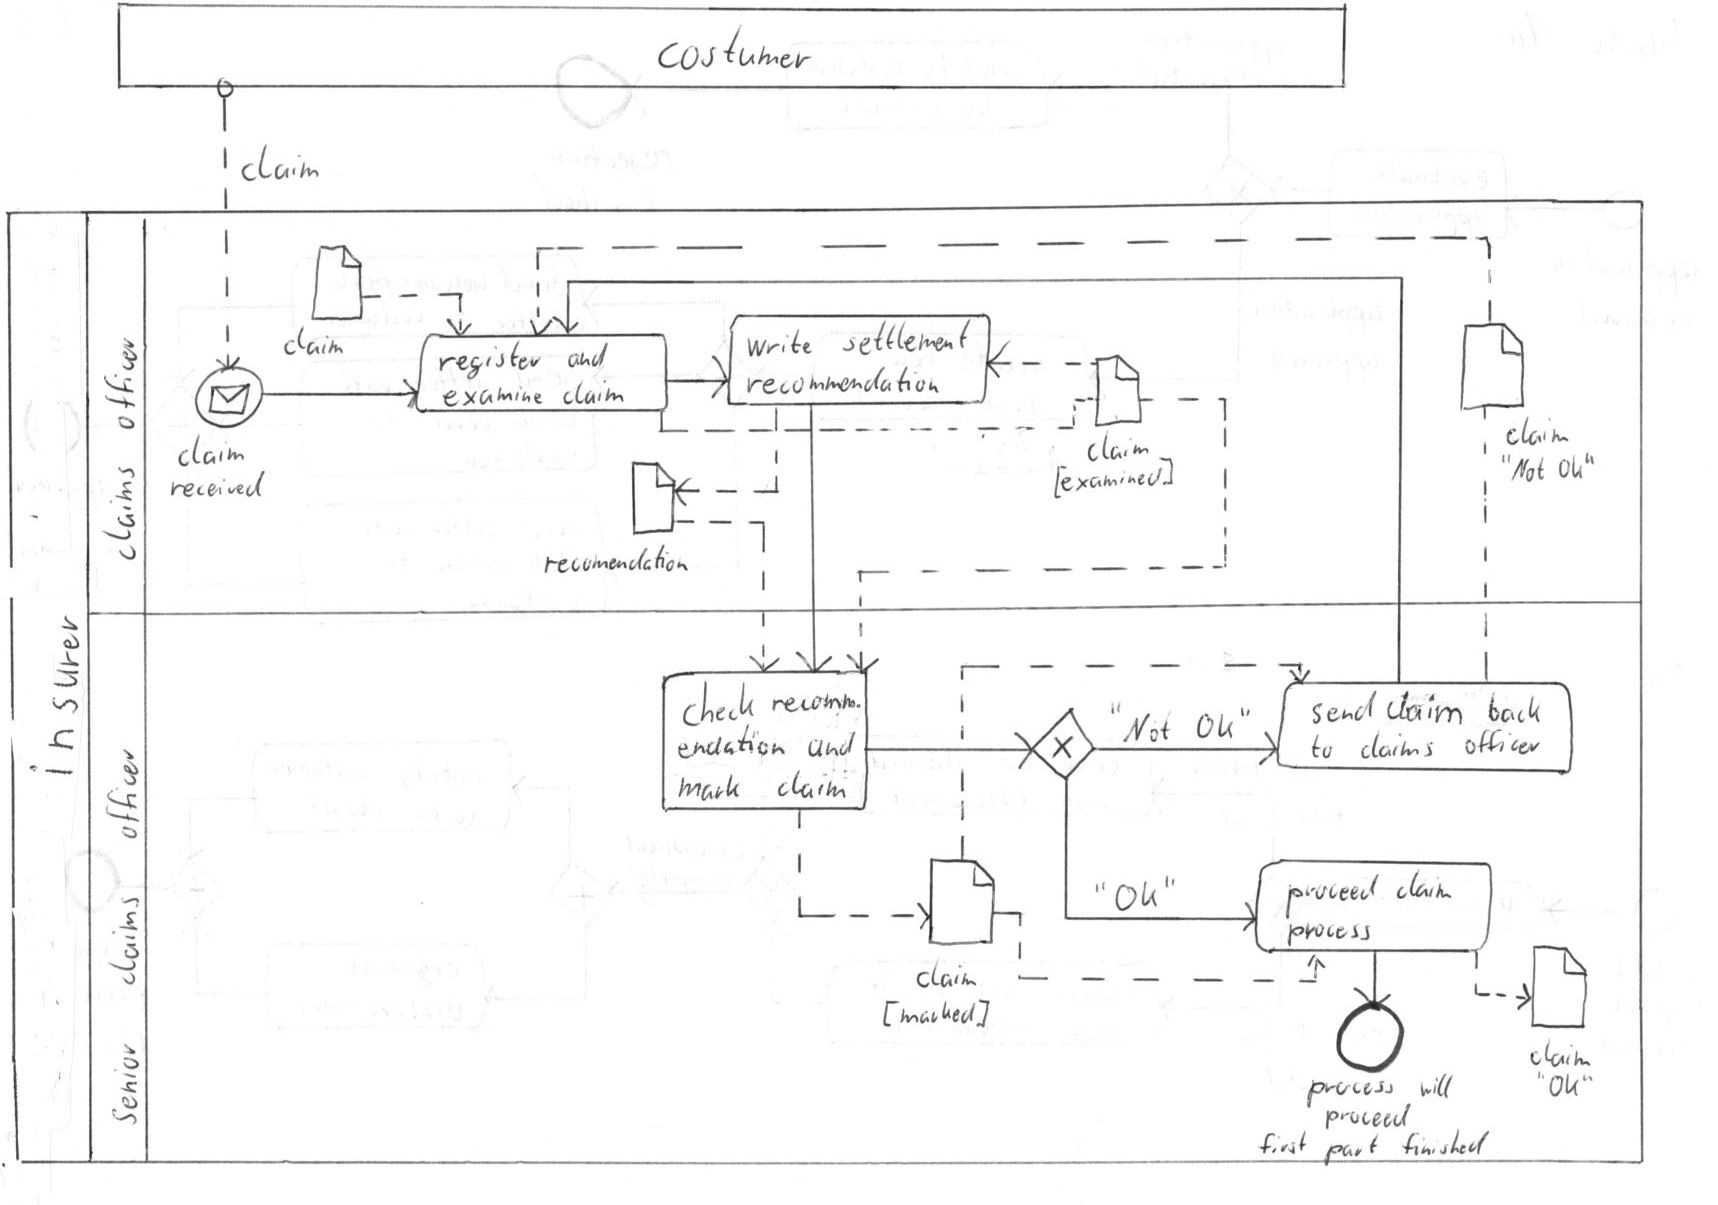 costumer
claim
insurer
claims officer
claim
claim
received
register and
examine claim
write settlement
recommendation
claim
[examined]
recomendation
claim
"Not Ok"
Senior claims officer
check recomm.
endation and
mark claim
"Not Ok"
send claim back
to claims officer
"Ok"
proceed claim
process
claim
[marked]
process will
proceed
first part finished
claim
"Ok"